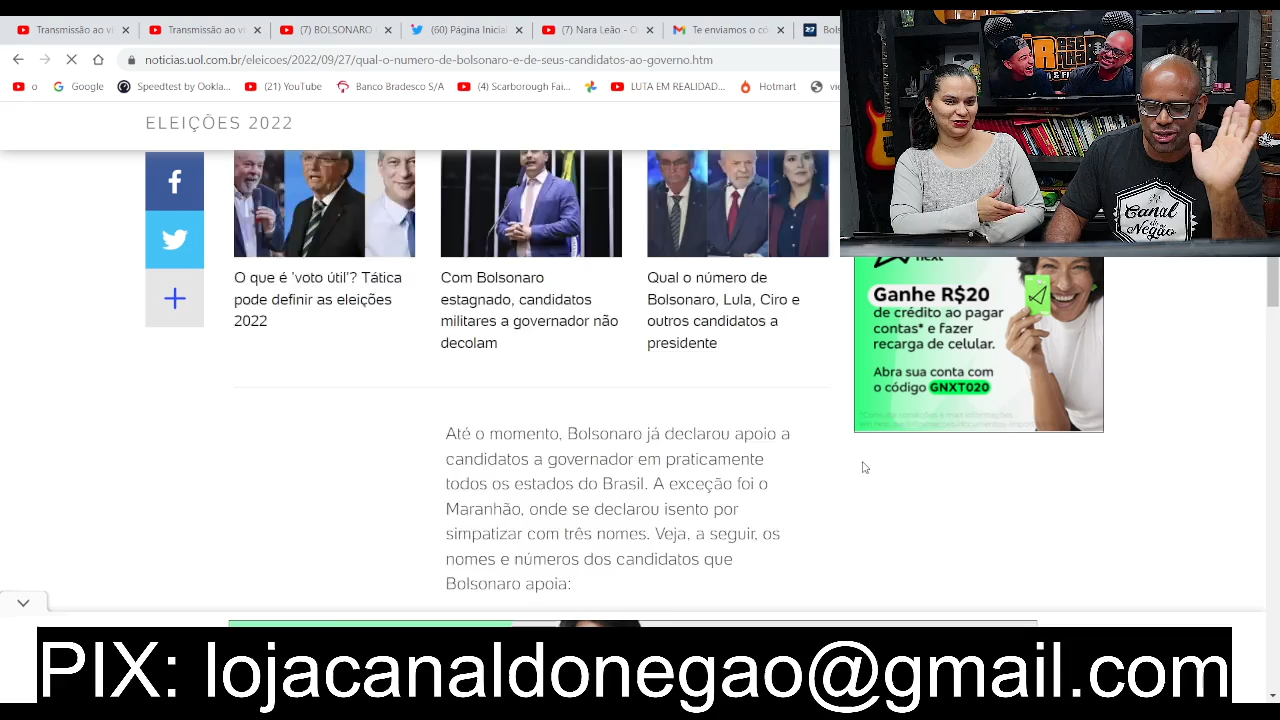 Transmissão ao
Transmissão ao v
(7) BOLSONARO
(60) Página Inicial
(7) Nara Leão - O
Te enviamos o có
Bols
noticias.uol.com.br/eleicoes/2022/09/27/qual-o-numero-de-bolsonaro-e-de-seus-candidatos-ao-governo.htm
o
Google
Speedtest by Ookla...
(21) YouTube
Banco Bradesco S/A
(4) Scarborough Fai...
LUTA EM REALIDAD...
Hotmart
ELEIÇÕES 2022
Canal
do
Negão
O que é 'voto útil'? Tática
pode definir as eleições
2022
Com Bolsonaro
estagnado, candidatos
militares a governador não
decolam
Qual o número de
Bolsonaro, Lula, Ciro e
outros candidatos a
presidente
next
Ganhe R$20
de crédito ao pagar
contas* e fazer
recarga de celular.
Abra sua conta com
o código GNXT020
Até o momento, Bolsonaro já declarou apoio a
candidatos a governador em praticamente
todos os estados do Brasil. A exceção foi o
Maranhão, onde se declarou isento por
simpatizar com três nomes. Veja, a seguir, os
nomes e números dos candidatos que
Bolsonaro apoia:
PIX: lojacanaldonegao@gmail.com